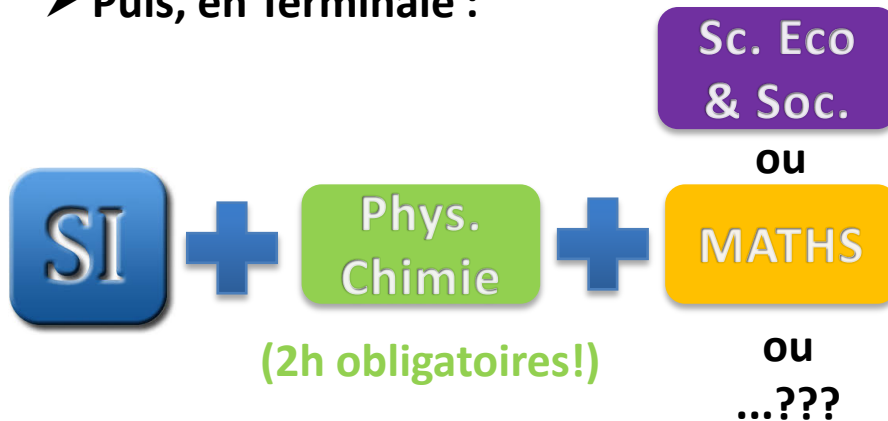 ➤Puis, en Terminale :
Sc. Eco
& Soc.
ou
SI
Phys.
Chimie
MATHS
(2h obligatoires!)
ou
...???